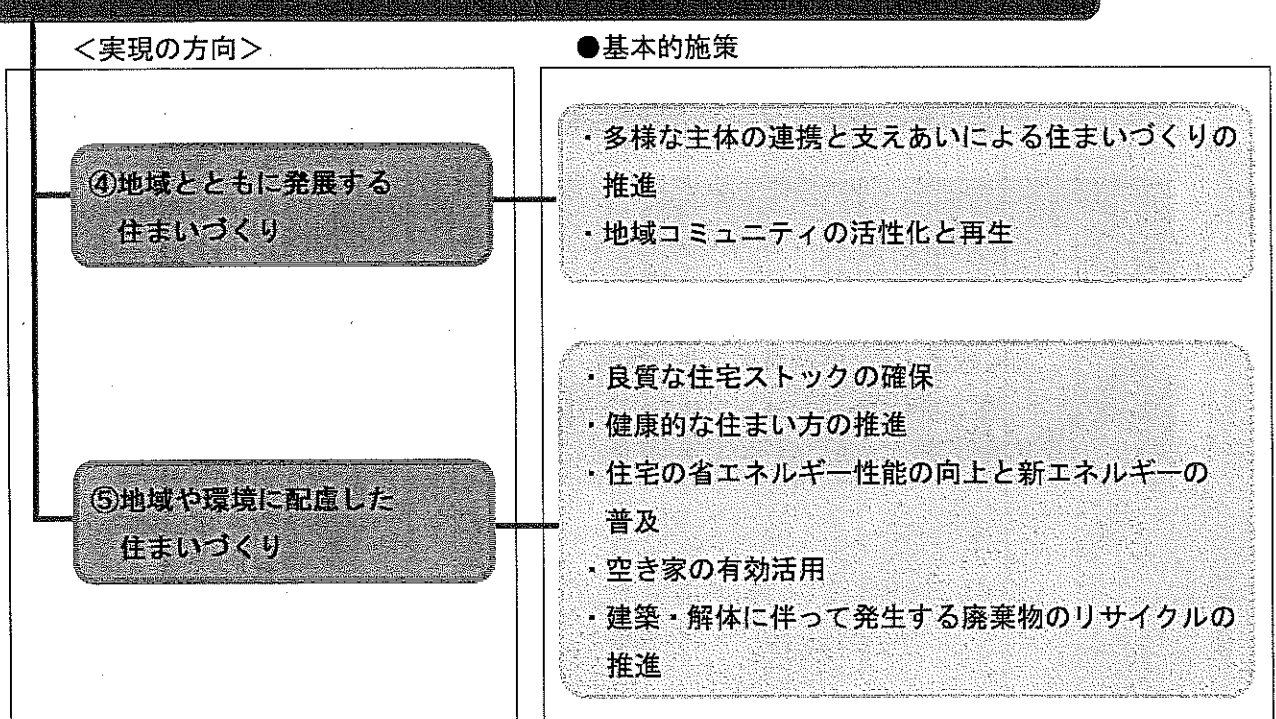 ＜実現の方向＞
●基本的施策
④地域とともに発展する
住まいづくり
・多様な主体の連携と支えあいによる住まいづくりの
推進
・地域コミュニティの活性化と再生
⑤地域や環境に配慮した
住まいづくり
・良質な住宅ストックの確保
・健康的な住まい方の推進
・住宅の省エネルギー性能の向上と新エネルギーの
普及
・空き家の有効活用
・建築・解体に伴って発生する廃棄物のリサイクルの
推進